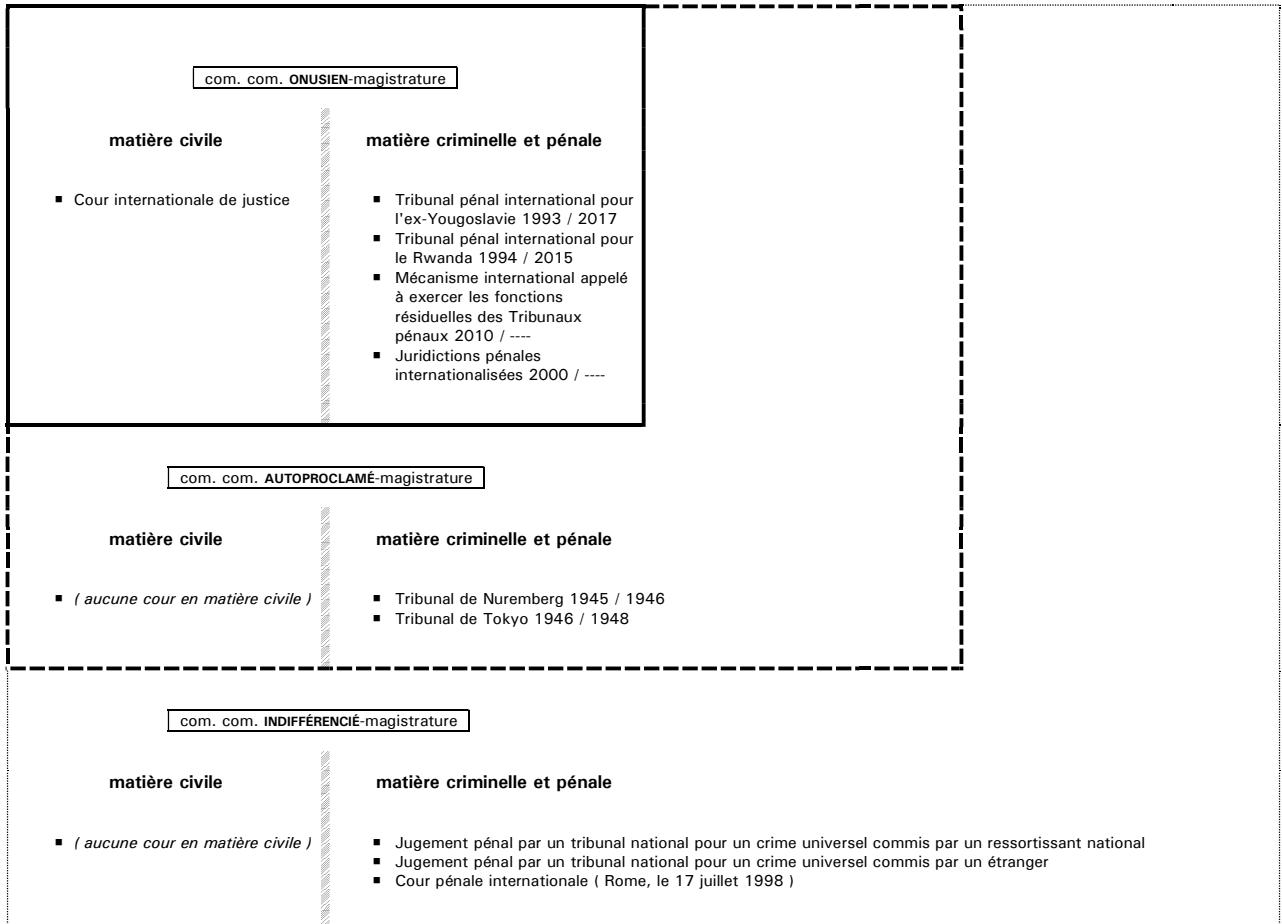 com. com. ONUSIEN-magistrature
matière civile
▪ Cour internationale de justice
matière criminelle et pénale
▪ Tribunal pénal international pour
l'ex-Yougoslavie 1993 / 2017
▪ Tribunal pénal international pour
le Rwanda 1994 / 2015
▪ Mécanisme international appelé
à exercer les fonctions
résiduelles des Tribunaux
pénaux 2010 / ----
▪ Juridictions pénales
internationalisées 2000 / ----
com. com. AUTOPROCLAMÉ-magistrature
matière civile
▪ ( aucune cour en matière civile )
matière criminelle et pénale
▪ Tribunal de Nuremberg 1945 / 1946
▪ Tribunal de Tokyo 1946 / 1948
com. com. INDIFFÉRENCIÉ-magistrature
matière civile
▪ ( aucune cour en matière civile )
matière criminelle et pénale
▪ Jugement pénal par un tribunal national pour un crime universel commis par un ressortissant national
▪ Jugement pénal par un tribunal national pour un crime universel commis par un étranger
▪ Cour pénale internationale ( Rome, le 17 juillet 1998 )